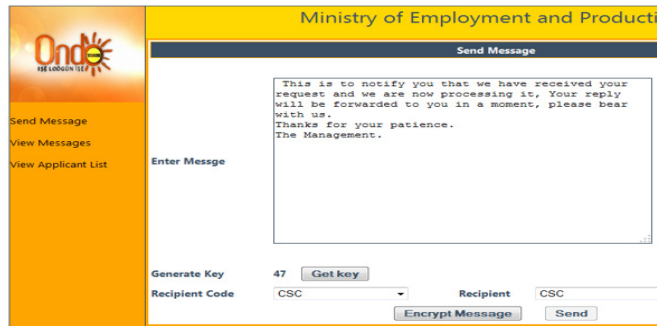 Ministry of Employment and Producti
Ondo
ISE LOOGUN ISE
Send Message
This is to notify you that we have received your
request and we are now processing it, Your reply
will be forwarded to you in a moment, please bear
with us.
Thanks for your patience.
The Management.
Send Message
View Messages
View Applicant List
Enter Messge
Generate Key 47 Get key
Recipient Code CSC Recipient CSC
Encrypt Message Send